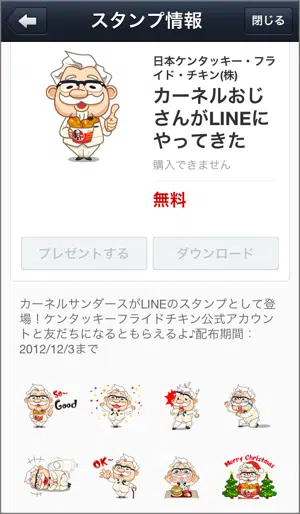 スタンプ情報
閉じる
日本ケンタッキー・フラ
イド・チキン(株)
カーネルおじ
さんがLINEに
やってきた
購入できません
無料
プレゼントする
ダウンロード
カーネルサンダースがLINEのスタンプとして登
場！ケンタッキーフライドチキン公式アカウン
トと友だちになるともらえるよ♪配布期間：
2012/12/3まで
So~
Good
OK~
Merry Christmas